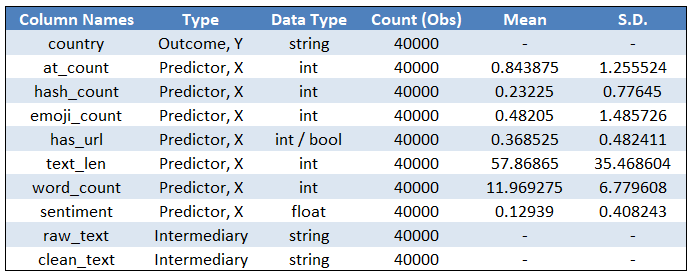 Column Names Type Data Type Count (Obs) Mean S.D.
country Outcome, Y string 40000 - -
at_count Predictor, X int 40000 0.843875 1.255524
hash_count Predictor, X int 40000 0.23225 0.77645
emoji_count Predictor, X int 40000 0.48205 1.485726
has_url Predictor, X int / bool 40000 0.368525 0.482411
text_len Predictor, X int 40000 57.86865 35.468604
word_count Predictor, X int 40000 11.969275 6.779608
sentiment Predictor, X float 40000 0.12939 0.408243
raw_text Intermediary string 40000 - -
clean_text Intermediary string 40000 - -